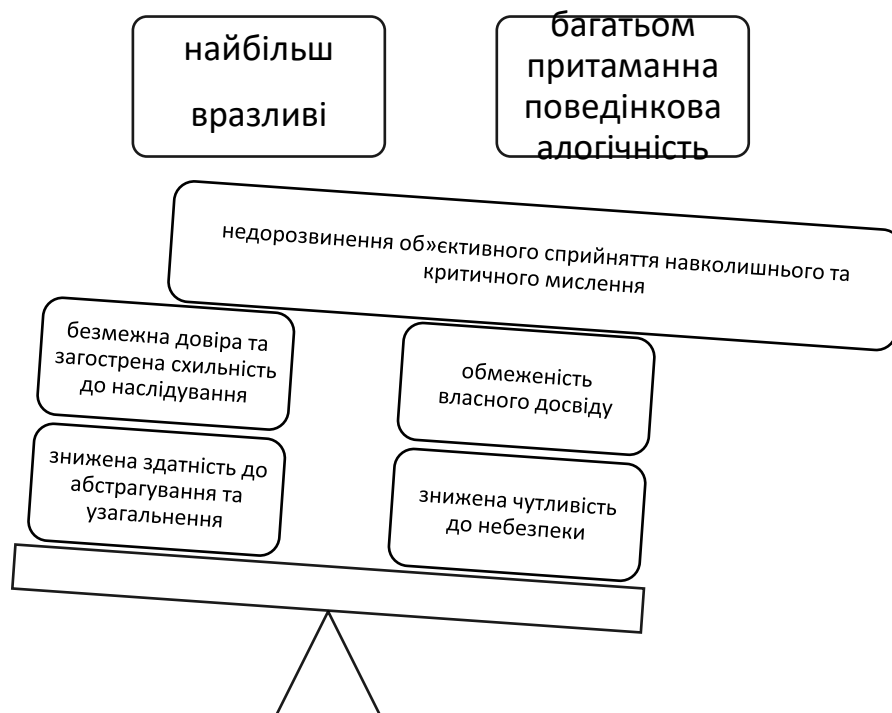 найбільш
вразливі
багатьом
притаманна
поведінкова
алогічність
недорозвинення об»єктивного сприйняття навколишнього та
критичного мислення
безмежна довіра та
загострена схильність
до наслідування
обмеженість
власного досвіду
знижена здатність до
абстрагування та
узагальнення
знижена чутливість
до небезпеки